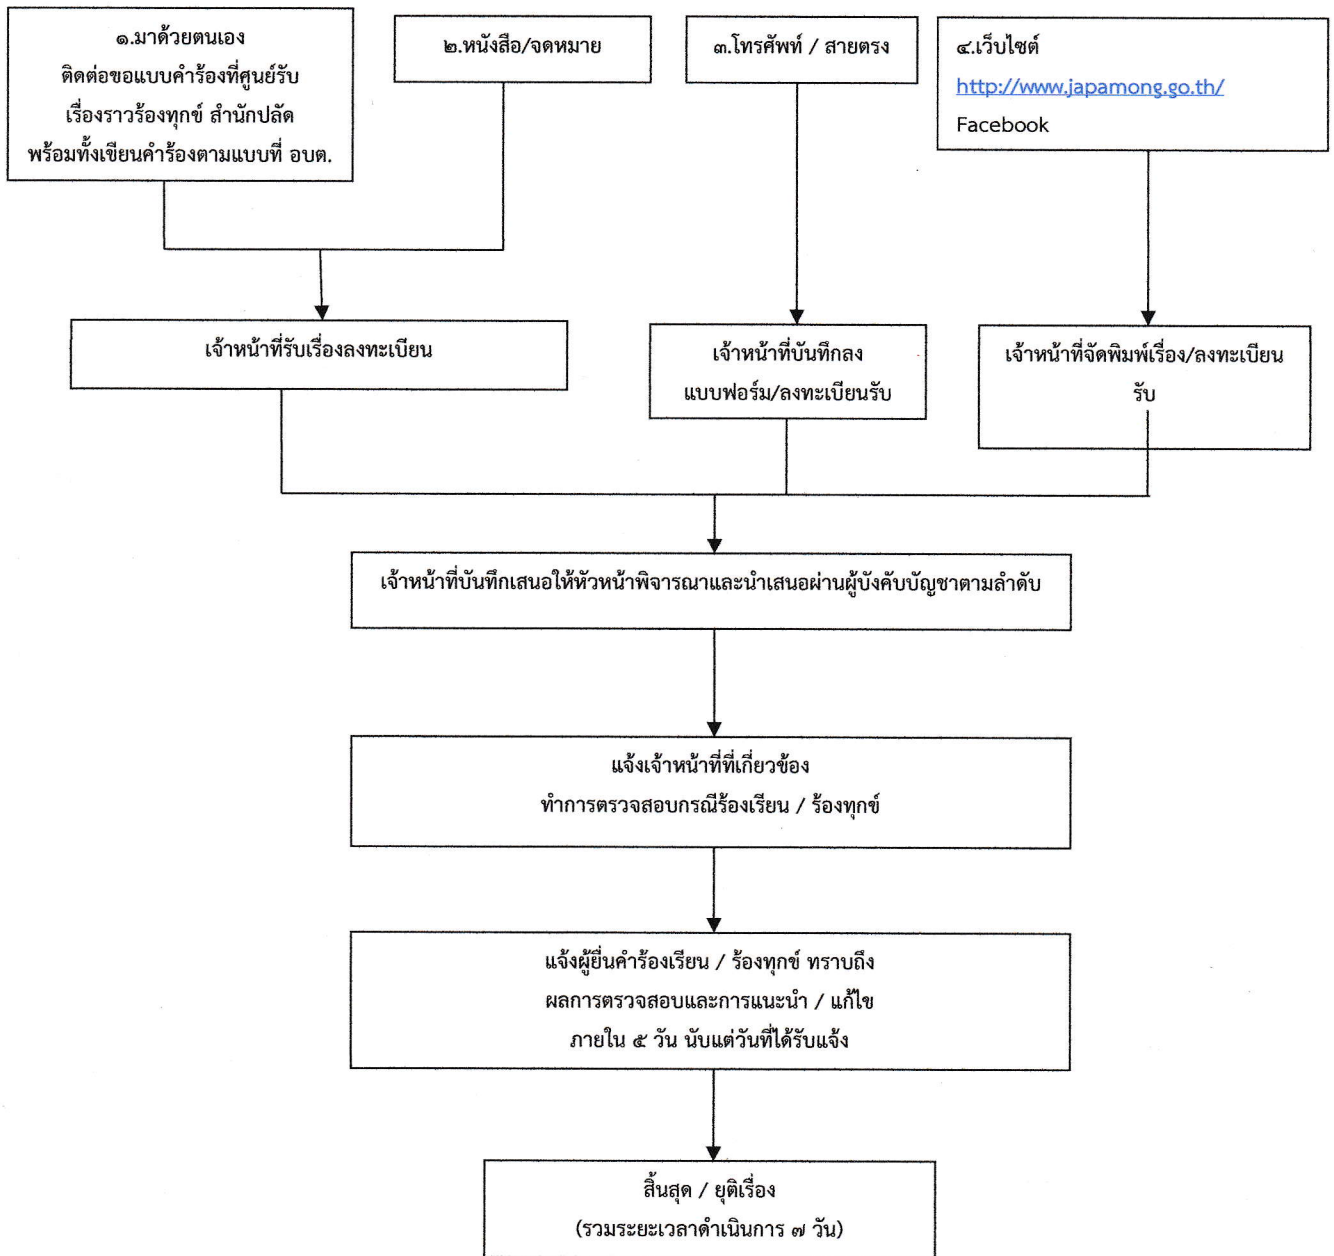 ๑.มาด้วยตนเอง
ติดต่อขอแบบคำร้องที่ศูนย์รับ
เรื่องราวร้องทุกข์ สำนักปลัด
พร้อมทั้งเขียนคำร้องตามแบบที่ อบต.
๒.หนังสือ/จดหมาย
๓.โทรศัพท์ / สายตรง
๔.เว็บไซต์
http://www.japamong.go.th/
Facebook
เจ้าหน้าที่รับเรื่องลงทะเบียน
เจ้าหน้าที่บันทึกลง
แบบฟอร์ม/ลงทะเบียนรับ
เจ้าหน้าที่จัดพิมพ์เรื่อง/ลงทะเบียน
รับ
เจ้าหน้าที่บันทึกเสนอให้หัวหน้าพิจารณาและนำเสนอผ่านผู้บังคับบัญชาตามลำดับ
แจ้งเจ้าหน้าที่ที่เกี่ยวข้อง
ทำการตรวจสอบกรณีร้องเรียน / ร้องทุกข์
แจ้งผู้ยื่นคำร้องเรียน / ร้องทุกข์ ทราบถึง
ผลการตรวจสอบและการแนะนำ / แก้ไข
ภายใน ๕ วัน นับแต่วันที่ได้รับแจ้ง
สิ้นสุด / ยุติเรื่อง
(รวมระยะเวลาดำเนินการ ๗ วัน)